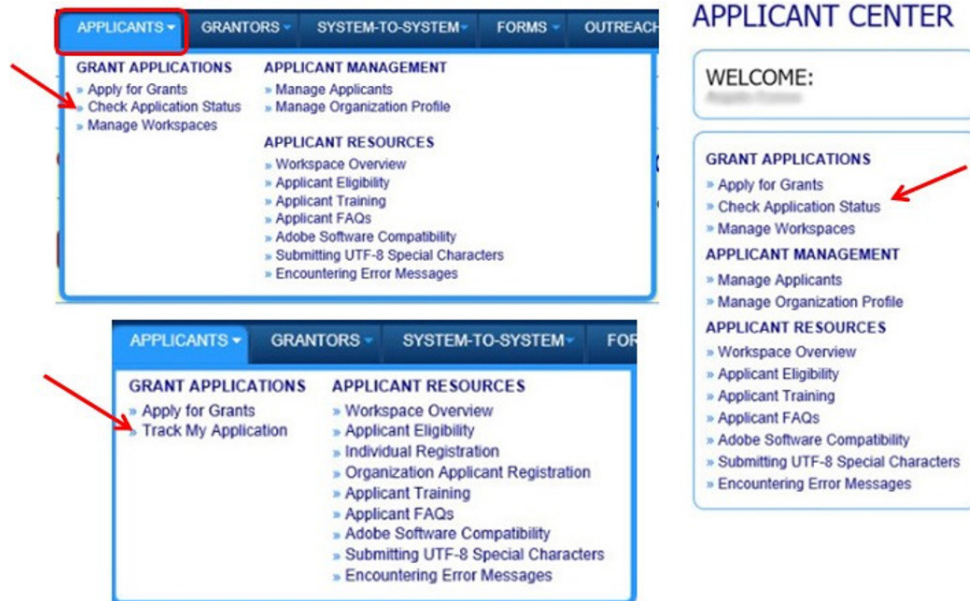 APPLICANTS GRANTORS SYSTEM-TO-SYSTEM FORMS OUTREACH
GRANT APPLICATIONS
» Apply for Grants
» Check Application Status
» Manage Workspaces
APPLICANT MANAGEMENT
» Manage Applicants
» Manage Organization Profile
APPLICANT RESOURCES
» Workspace Overview
» Applicant Eligibility
» Applicant Training
» Applicant FAQs
» Adobe Software Compatibility
» Submitting UTF-8 Special Characters
» Encountering Error Messages
APPLICANTS GRANTORS SYSTEM-TO-SYSTEM FOR
GRANT APPLICATIONS
» Apply for Grants
» Track My Application
APPLICANT RESOURCES
» Workspace Overview
» Applicant Eligibility
» Individual Registration
» Organization Applicant Registration
» Applicant Training
» Applicant FAQs
» Adobe Software Compatibility
» Submitting UTF-8 Special Characters
» Encountering Error Messages
APPLICANT CENTER
WELCOME:
GRANT APPLICATIONS
» Apply for Grants
» Check Application Status
» Manage Workspaces
APPLICANT MANAGEMENT
» Manage Applicants
» Manage Organization Profile
APPLICANT RESOURCES
» Workspace Overview
» Applicant Eligibility
» Applicant Training
» Applicant FAQs
» Adobe Software Compatibility
» Submitting UTF-8 Special Characters
» Encountering Error Messages